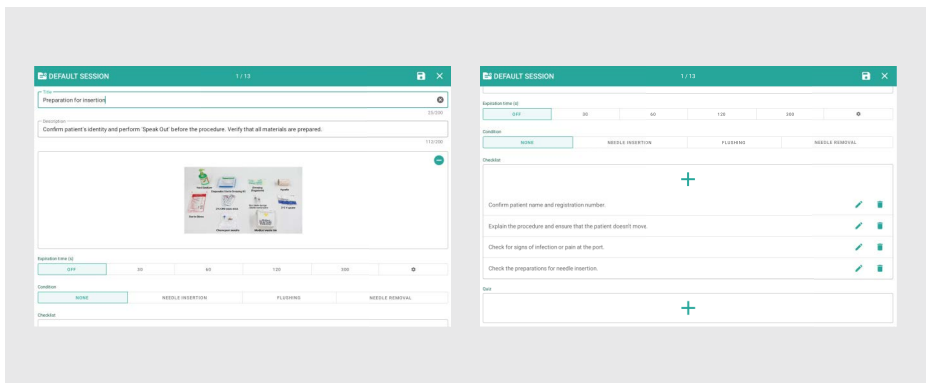 DEFAULT SESSION 1 / 13
Title
Preparation for insertion
25/200
Description
Confirm patient's identity and perform 'Speak Out' before the procedure. Verify that all materials are prepared.
112/200
Expiration time (s)
OFF 30 60 120 300
Condition
NONE NEEDLE INSERTION FLUSHING NEEDLE REMOVAL
Checklist
DEFAULT SESSION 1 / 13
Expiration time (s)
OFF 30 60 120 300
Condition
NONE NEEDLE INSERTION FLUSHING NEEDLE REMOVAL
Checklist
Confirm patient name and registration number.
Explain the procedure and ensure that the patient doesn't move.
Check for signs of infection or pain at the port.
Check the preparations for needle insertion.
Gain